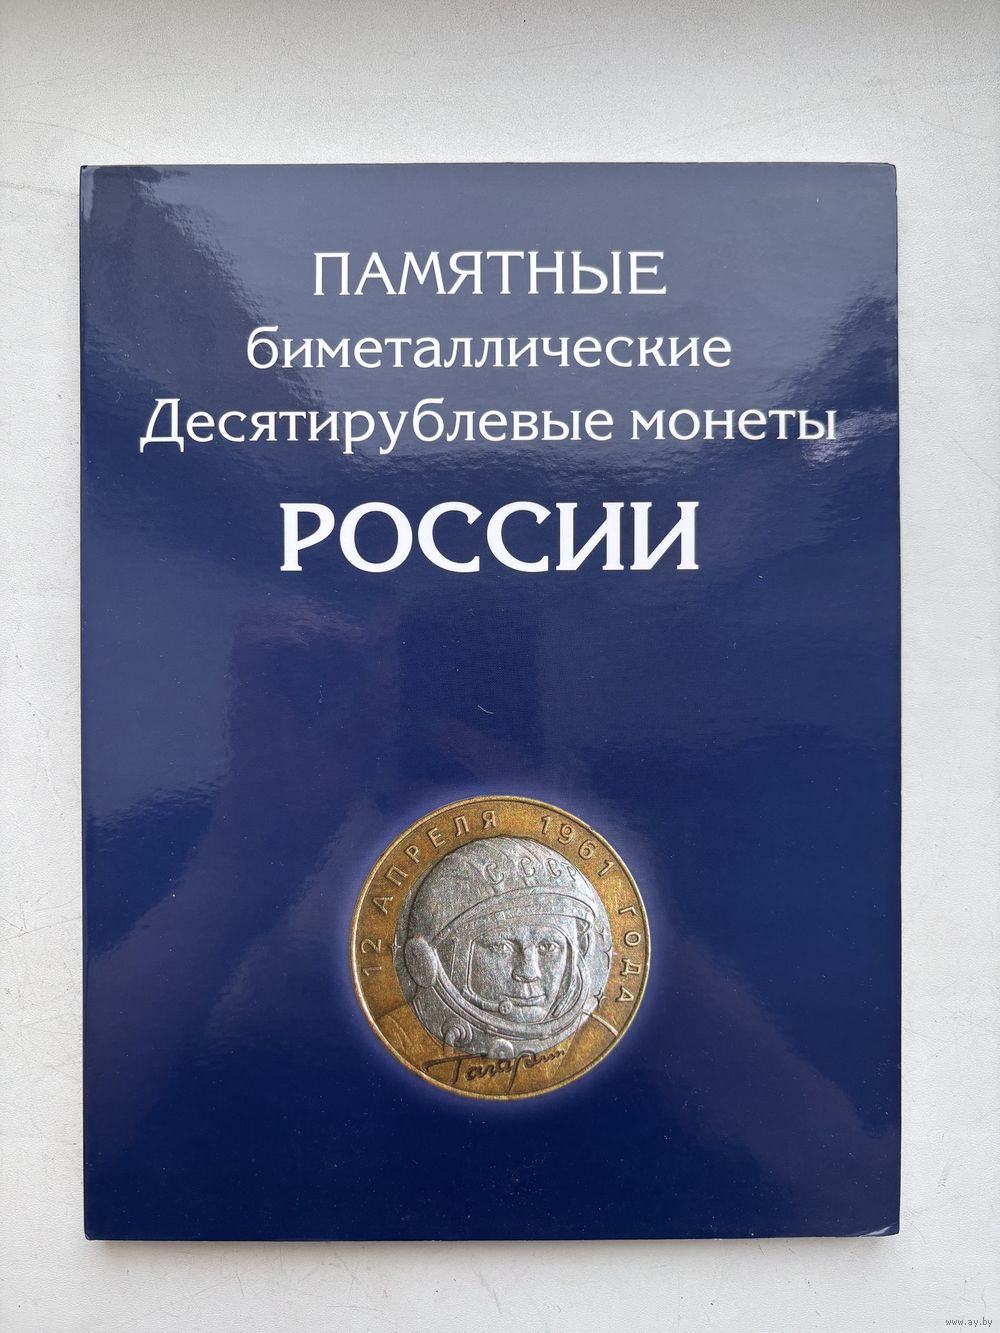 ПАМЯТНЫЕ
биметаллические
Десятирублевые монеты
РОССИИ
12 АПРЕЛЯ 1961 ГОДА
СССР
Гагарин
www.ay.by